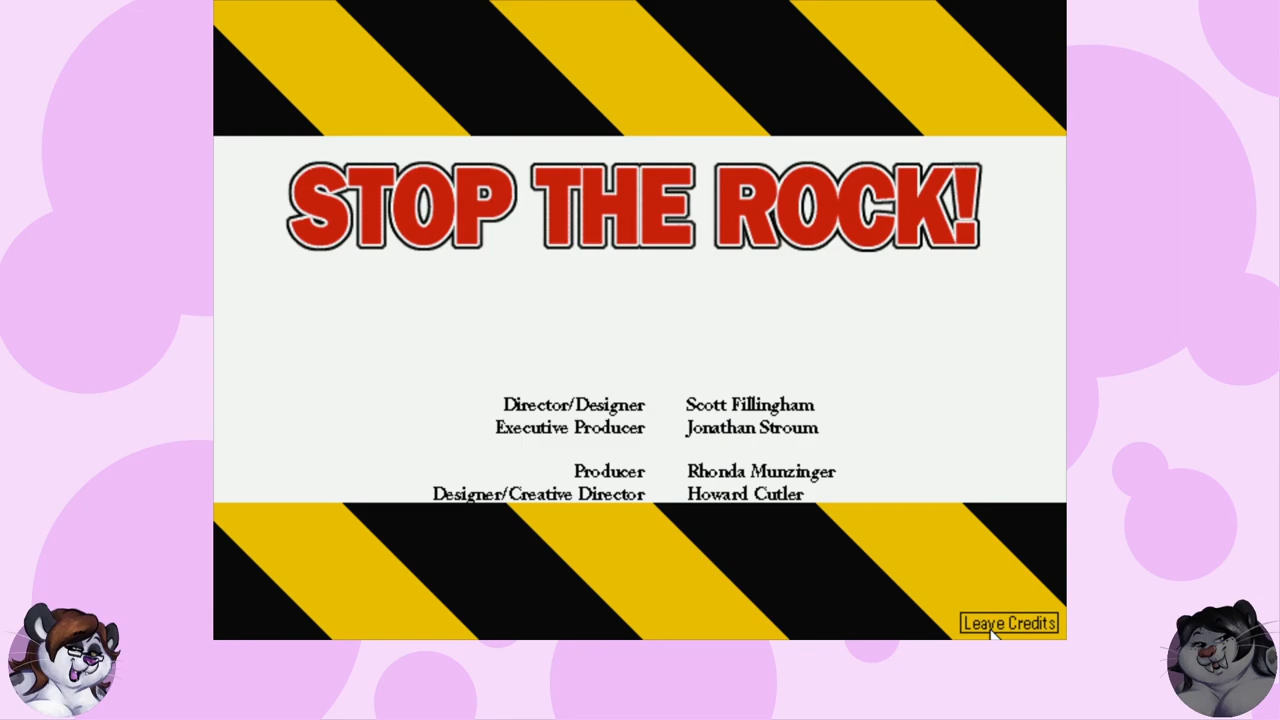 STOP THE ROCK!
Director/Designer Scott Fillingham
Executive Producer Jonathan Stroum
Producer Rhonda Munzinger
Designer/Creative Director Howard Cutler
Leave Credits